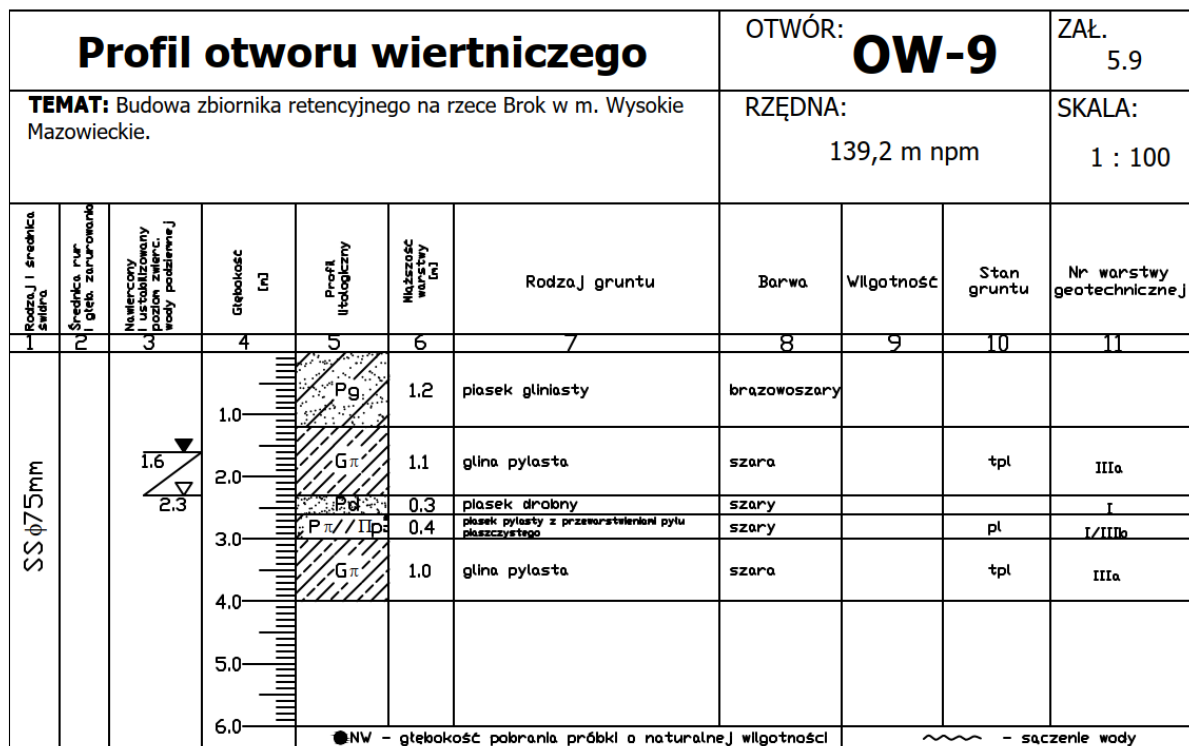 Profil otworu wiertniczego
OTWÓR:
OW-9
ZAŁ.
5.9
TEMAT: Budowa zbiornika retencyjnego na rzece Brok w m. Wysokie
Mazowieckie.
RZĘDNA:
139,2 m npm
SKALA:
1 : 100
Rodzaj i średnica
świdra
Średnica rur
i głęb. zarurowania
Nawiercony
i ustabilizowany
poziom zwierc.
wody podziemnej
Głębokość
[m]
Profil
litologiczny
Miąższość
warstwy
[m]
Rodzaj gruntu
Barwa
Wilgotność
Stan
gruntu
Nr warstwy
geotechnicznej
1 2 3 4 5 6 7 8 9 10 11
SSϕ75mm
Pg 1.2 piasek gliniasty brązowoszary
1.0
1.6
Gπ 1.1 glina pylasta szara tpl IIIa
2.0
2.3
Pd 0.3 piasek drobny szary I
Pπ//Πp 0.4 piasek pylasty z przewarstwieniami pyłu
piaszczystego
szary pl I/IIIb
3.0
Gπ 1.0 glina pylasta szara tpl IIIa
4.0
5.0
6.0
NW - głębokość pobrania próbki o naturalnej wilgotności
- sączenie wody